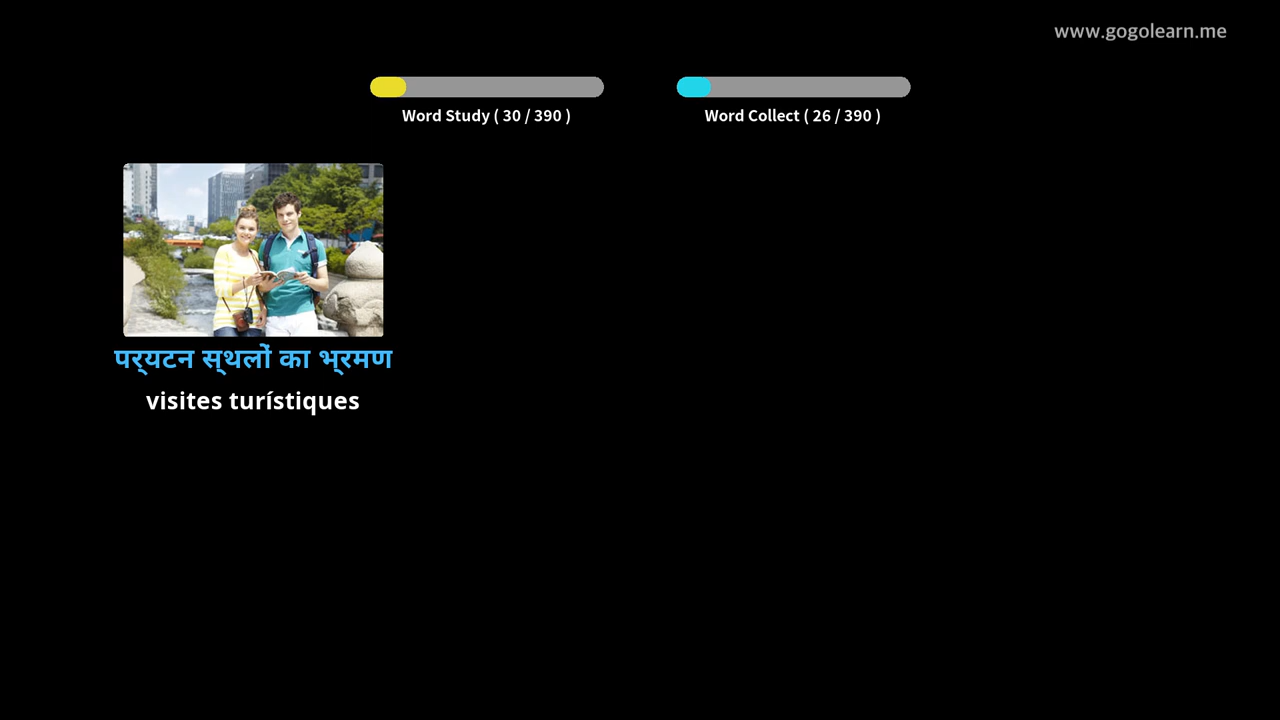 www.gogolearn.me
Word Study ( 30 / 390 )
Word Collect ( 26 / 390 )
पर्यटन स्थलों का भ्रमण
visites turístiques